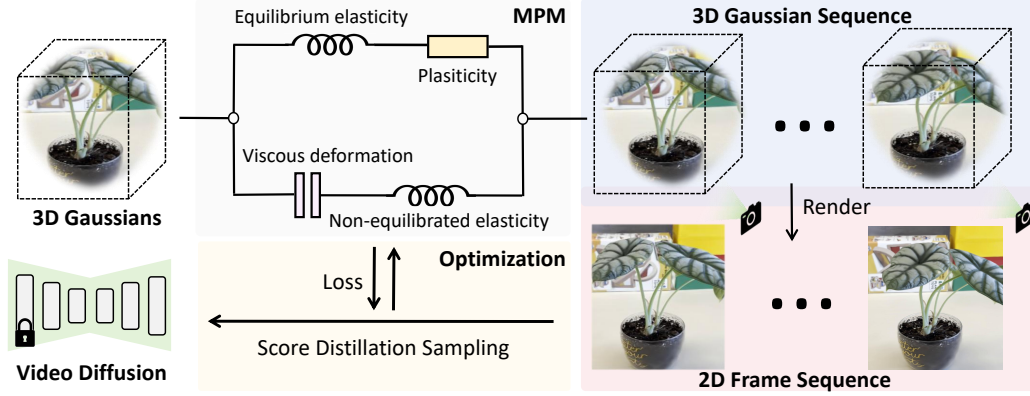 Equilibrium elasticity
MPM
Plasiticity
Viscous deformation
Non-equilibrated elasticity
3D Gaussians
3D Gaussian Sequence
Render
Optimization
Loss
Score Distillation Sampling
Video Diffusion
2D Frame Sequence